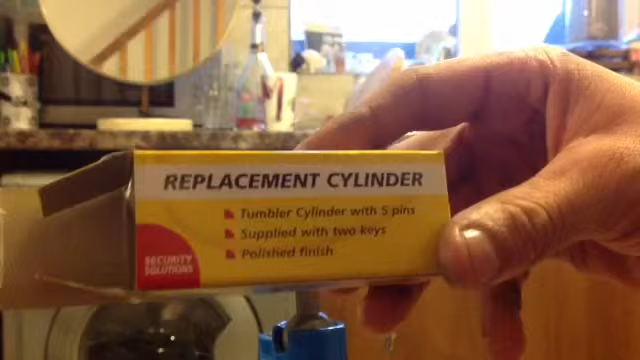 REPLACEMENT CYLINDER
Tumbler Cylinder with 5 pins
Supplied with two keys
Polished finish
SECURITY
SOLUTIONS